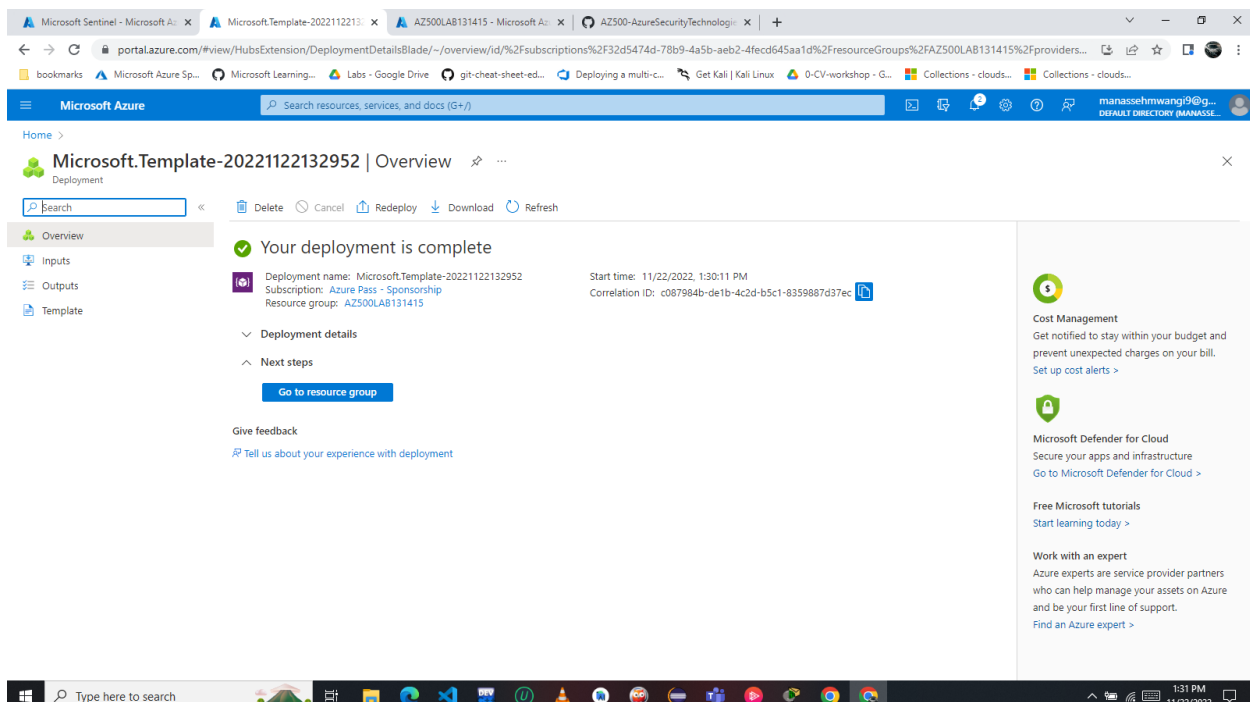 Microsoft Sentinel - Microsoft Az
Microsoft.Template-2022112213
AZ500LAB131415 - Microsoft Az
AZ500-AzureSecurityTechnologie
portal.azure.com/#view/HubsExtension/DeploymentDetailsBlade/~/overview/id/%2Fsubscriptions%2F32d5474d-78b9-4a5b-aeb2-4fecd645aa1d%2FresourceGroups%2FAZ500LAB131415%2Fproviders...
bookmarks
Microsoft Azure Sp...
Microsoft Learning...
Labs - Google Drive
git-cheat-sheet-ed...
Deploying a multi-c...
Get Kali | Kali Linux
0-CV-workshop - G...
Collections - clouds...
Collections - clouds...
Microsoft Azure
Search resources, services, and docs (G+/)
2
manassehmwangi9@g...
DEFAULT DIRECTORY (MANASSE...
Home >
Microsoft.Template-20221122132952 | Overview
Deployment
Search
Delete
Cancel
Redeploy
Download
Refresh
Overview
Inputs
Outputs
Template
Your deployment is complete
Deployment name: Microsoft.Template-20221122132952
Subscription: Azure Pass - Sponsorship
Resource group: AZ500LAB131415
Start time: 11/22/2022, 1:30:11 PM
Correlation ID: c087984b-de1b-4c2d-b5c1-8359887d37ec
Deployment details
Next steps
Go to resource group
Give feedback
Tell us about your experience with deployment
Cost Management
Get notified to stay within your budget and
prevent unexpected charges on your bill.
Set up cost alerts >
Microsoft Defender for Cloud
Secure your apps and infrastructure
Go to Microsoft Defender for Cloud >
Free Microsoft tutorials
Start learning today >
Work with an expert
Azure experts are service provider partners
who can help manage your assets on Azure
and be your first line of support.
Find an Azure expert >
Type here to search
1:31 PM
11/22/2022